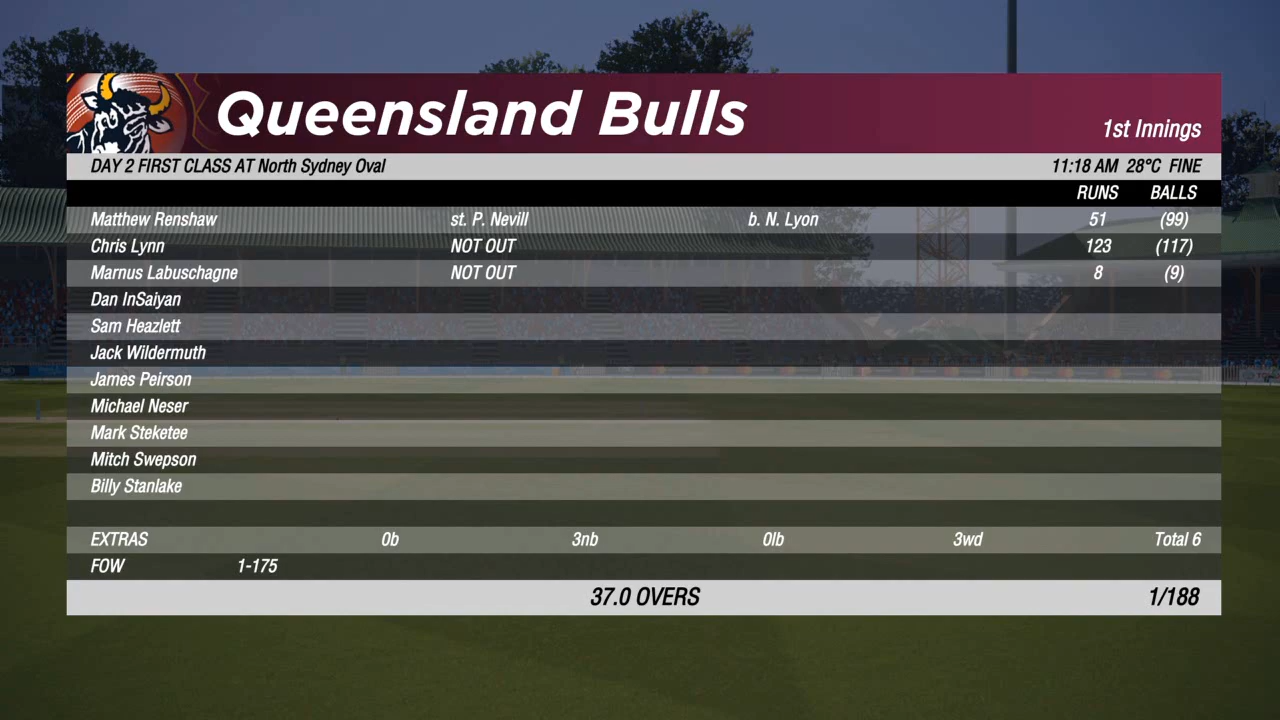 Queensland Bulls
1st Innings
DAY 2 FIRST CLASS AT North Sydney Oval 11:18 AM 28°C FINE
RUNS BALLS
Matthew Renshaw st. P. Nevill b. N. Lyon 51 (99)
Chris Lynn NOT OUT 123 (117)
Marnus Labuschagne NOT OUT 8 (9)
Dan InSaiyan
Sam Heazlett
Jack Wildermuth
James Peirson
Michael Neser
Mark Steketee
Mitch Swepson
Billy Stanlake
EXTRAS 0b 3nb 0lb 3wd Total 6
FOW 1-175
37.0 OVERS 1/188